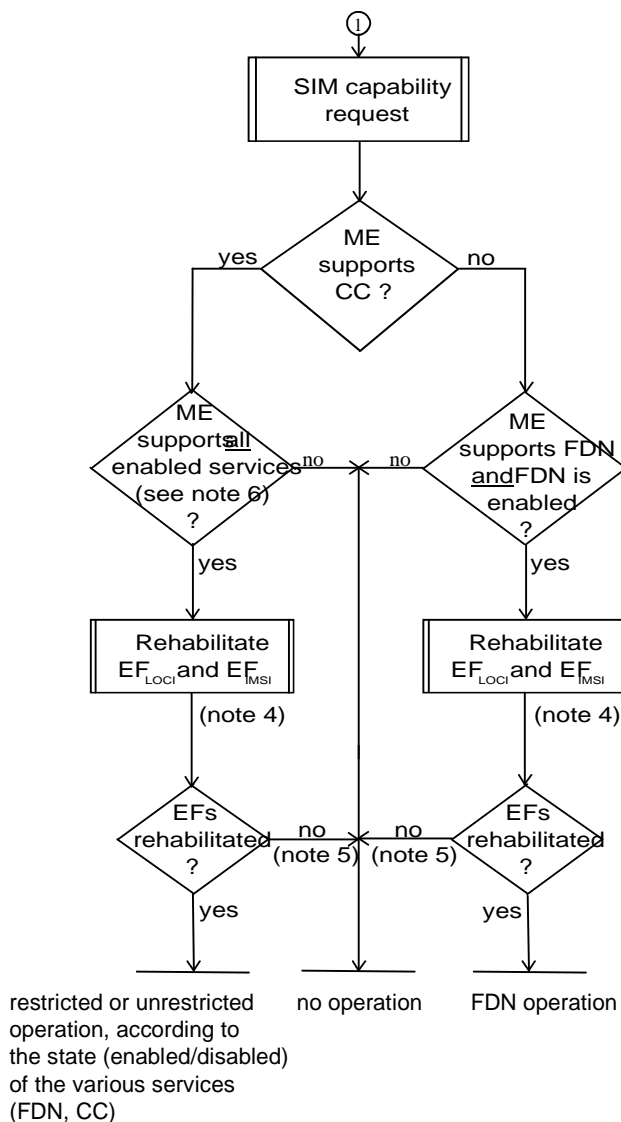 1
SIM capability
request
ME
supports
CC ?
yes
no
ME
supports all
enabled services
(see note 6)
?
no
no
ME
supports FDN
and FDN is
enabled
?
yes
yes
Rehabilitate
EFLOCI and EFIMSI
Rehabilitate
EFLOCI and EFIMSI
(note 4)
(note 4)
EFs
rehabilitated
?
no
(note 5)
no
(note 5)
EFs
rehabilitated
?
yes
yes
restricted or unrestricted
operation, according to
the state (enabled/disabled)
of the various services
(FDN, CC)
no operation
FDN operation